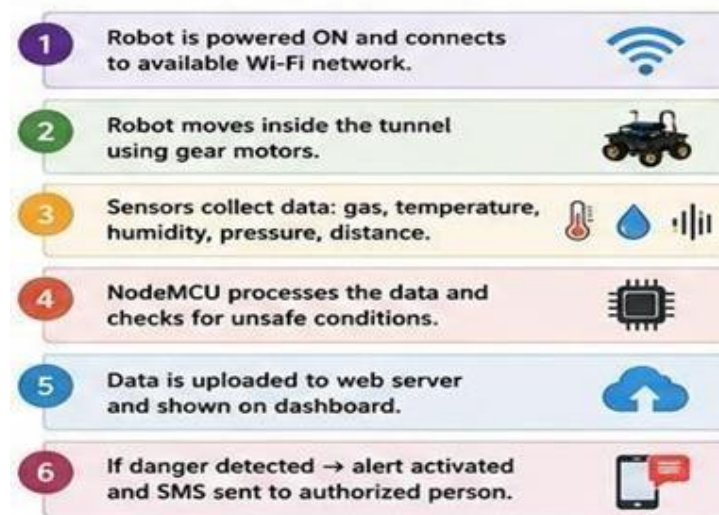 1
Robot is powered ON and connects
to available Wi-Fi network.
2
Robot moves inside the tunnel
using gear motors.
3
Sensors collect data: gas, temperature,
humidity, pressure, distance.
4
NodeMCU processes the data and
checks for unsafe conditions.
5
Data is uploaded to web server
and shown on dashboard.
6
If danger detected → alert activated
and SMS sent to authorized person.